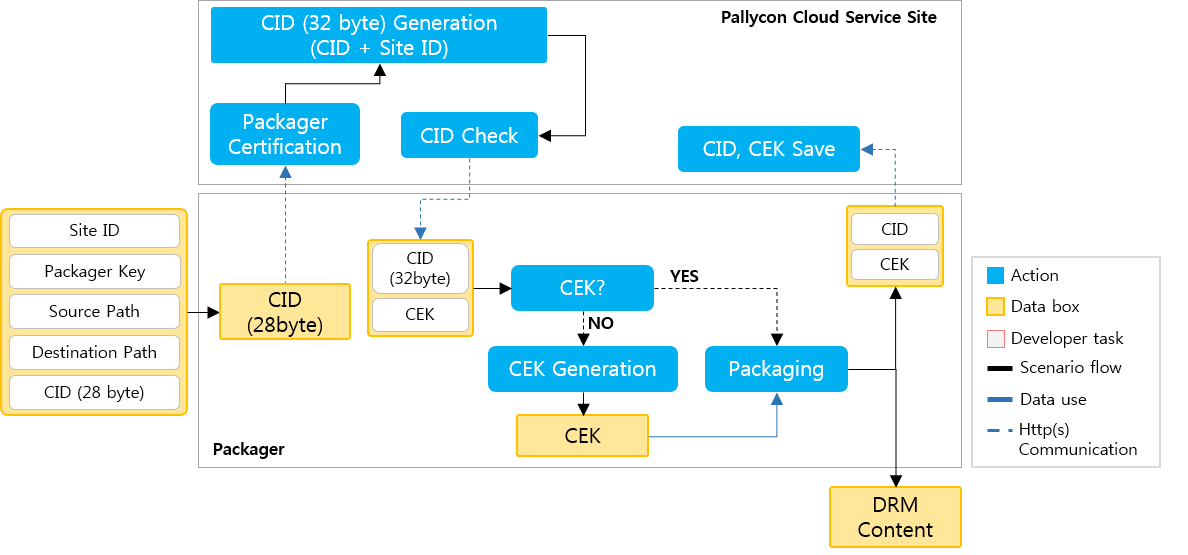 Pallycon Cloud Service Site
CID (32 byte) Generation
(CID + Site ID)
Packager
Certification
CID Check
CID, CEK Save
Site ID
Packager Key
Source Path
Destination Path
CID (28 byte)
CID
(28byte)
CID
(32byte)
CEK
CEK?
YES
NO
CEK Generation
Packaging
CEK
CID
CEK
Packager
DRM
Content
Action
Data box
Developer task
Scenario flow
Data use
Http(s)
Communication